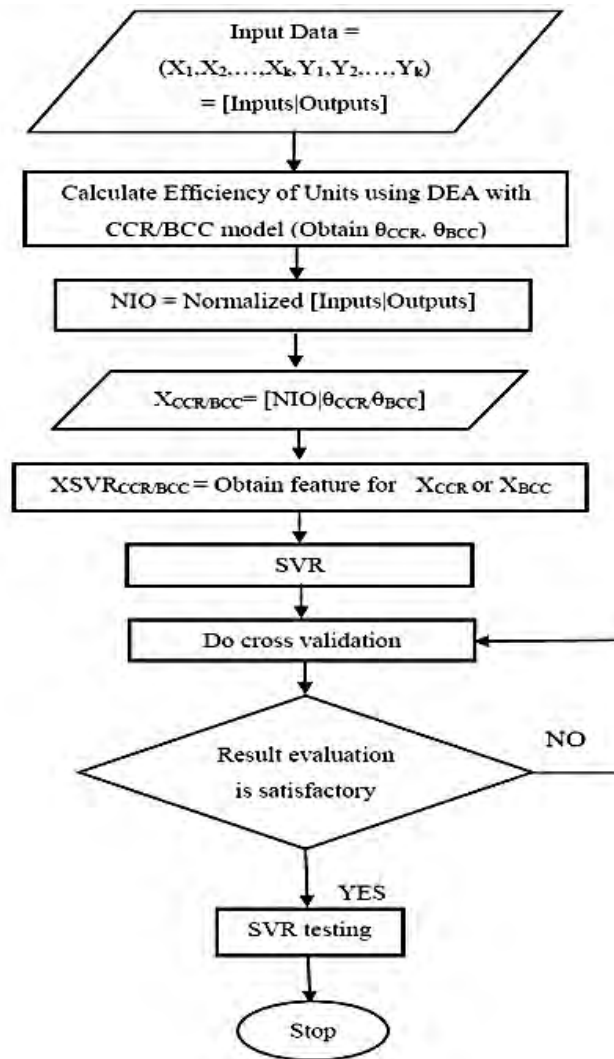 Input Data =
(X₁,X₂,...,Xₖ,Y₁,Y₂,...,Yₖ)
= [Inputs|Outputs]
Calculate Efficiency of Units using DEA with
CCR/BCC model (Obtain θCCR, θBCC)
NIO = Normalized [Inputs|Outputs]
XCCR/BCC= [NIO|θCCR/θBCC]
XSVRCCR/BCC = Obtain feature for XCCR or XBCC
SVR
Do cross validation
Result evaluation
is satisfactory
NO
YES
SVR testing
Stop